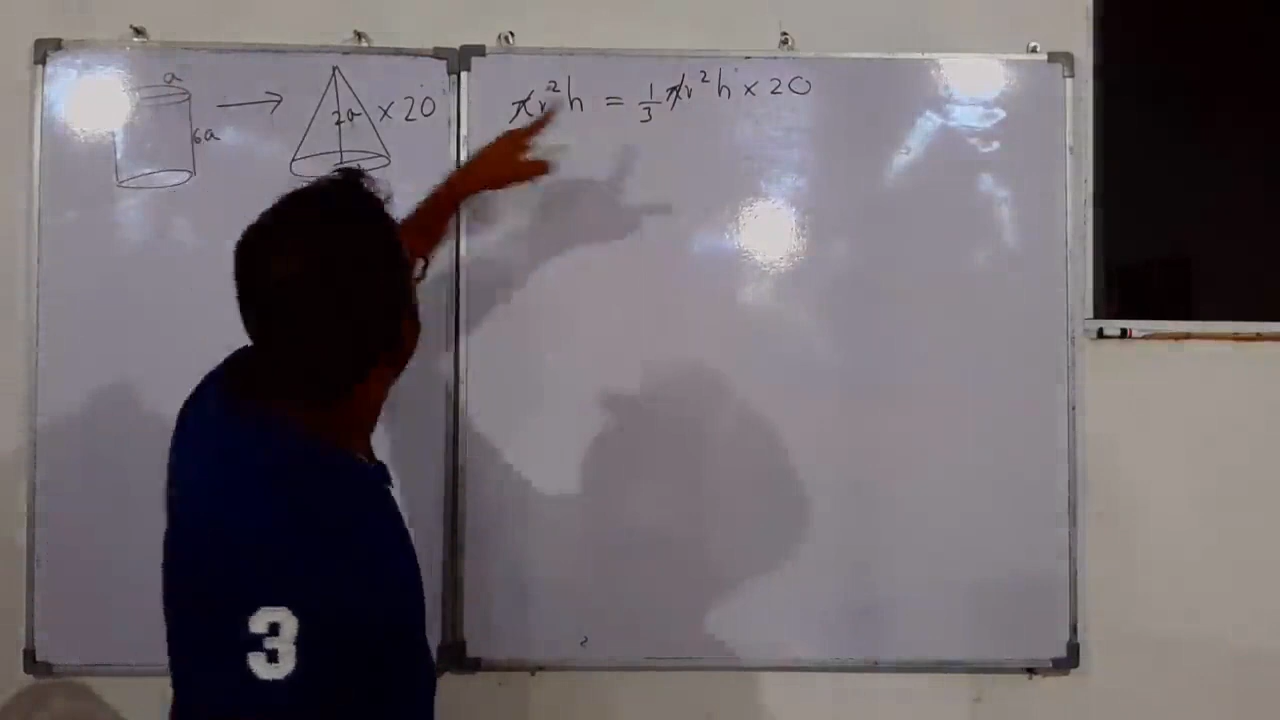 a
6a
2a × 20
πr²h = 1/3 πr²h × 20
3